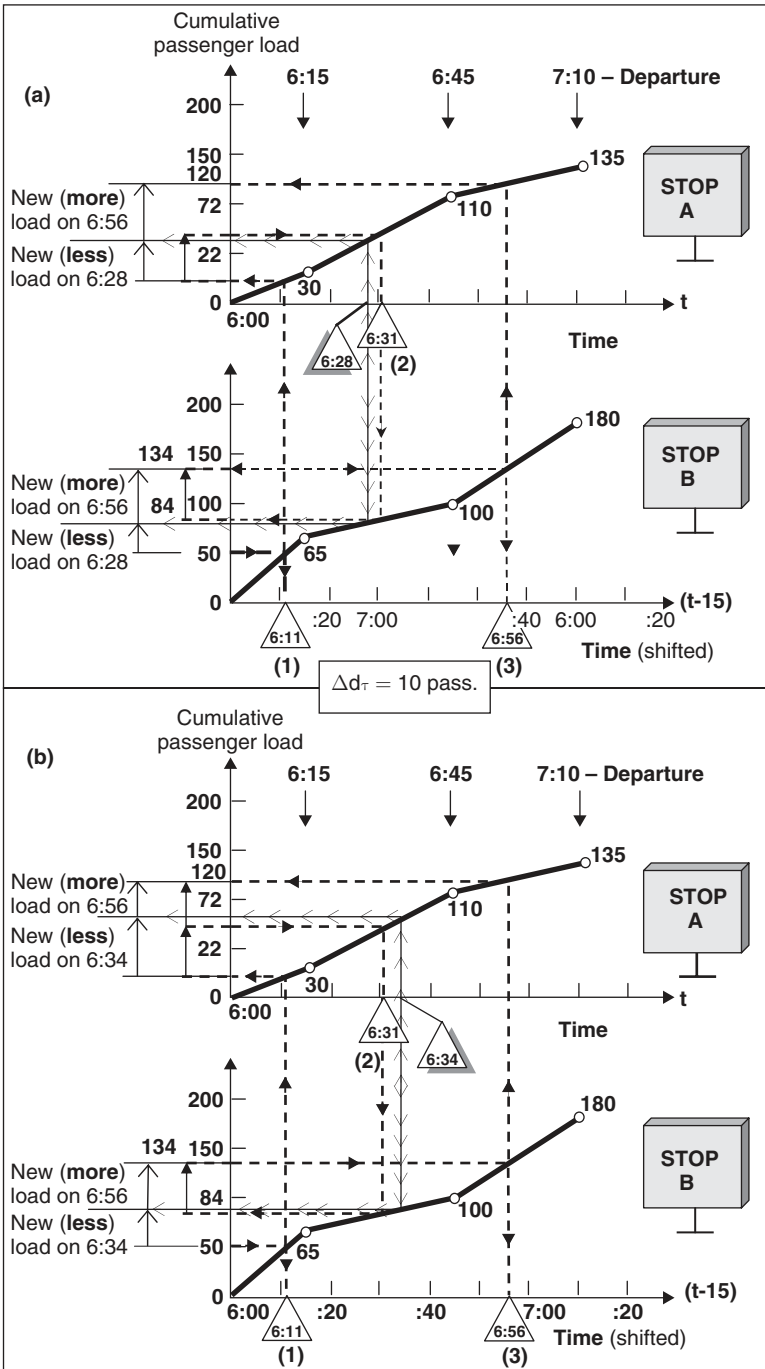 Cumulative
passenger load
(a)
6:15 6:45 7:10 – Departure
200
150
120
72
22
0
New (more)
load on 6:56
New (less)
load on 6:28
135
110
30
6:00
t
STOP
A
6:28
6:31
(2)
Time
200
134 150
100
84
50
0
New (more)
load on 6:56
New (less)
load on 6:28
180
100
65
STOP
B
(t-15)
:20 7:00 :40 6:00 :20
6:11
6:56
(1) (3)
Time (shifted)
Δdτ = 10 pass.
Cumulative
passenger load
(b)
6:15 6:45 7:10 – Departure
200
150
120
72
22
0
New (more)
load on 6:56
New (less)
load on 6:34
135
110
30
6:00
t
STOP
A
6:31
6:34
(2)
Time
200
134 150
84
50
0
New (more)
load on 6:56
New (less)
load on 6:34
180
100
65
STOP
B
(t-15)
6:00 :20 :40 7:00 :20
6:11
6:56
(1) (3)
Time (shifted)